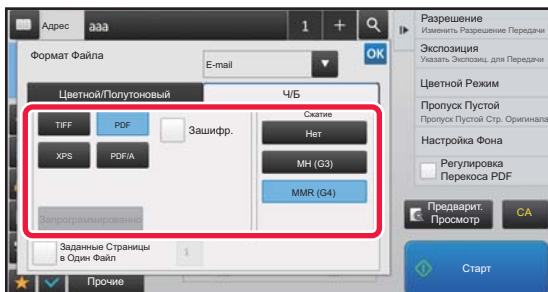 Адрес aaa 1 +
Формат Файла
E-mail
OK
Цветной/Полутоновый
Ч/Б
TIFF
PDF
Зашифр.
XPS
PDF/A
Запрограммированно
Сжатие
Нет
MH (G3)
MMR (G4)
Заданные Страницы
в Один Файл
1
Прочие
Разрешение
Изменить Разрешение Передачи
Экспозиция
Указать Экспозиц. для Передачи
Цветной Режим
Пропуск Пустой
Пропуск Пустой Стр. Оригинала
Настройка Фона
Регулировка
Перекоса PDF
Предварит.
Просмотр
CA
Старт